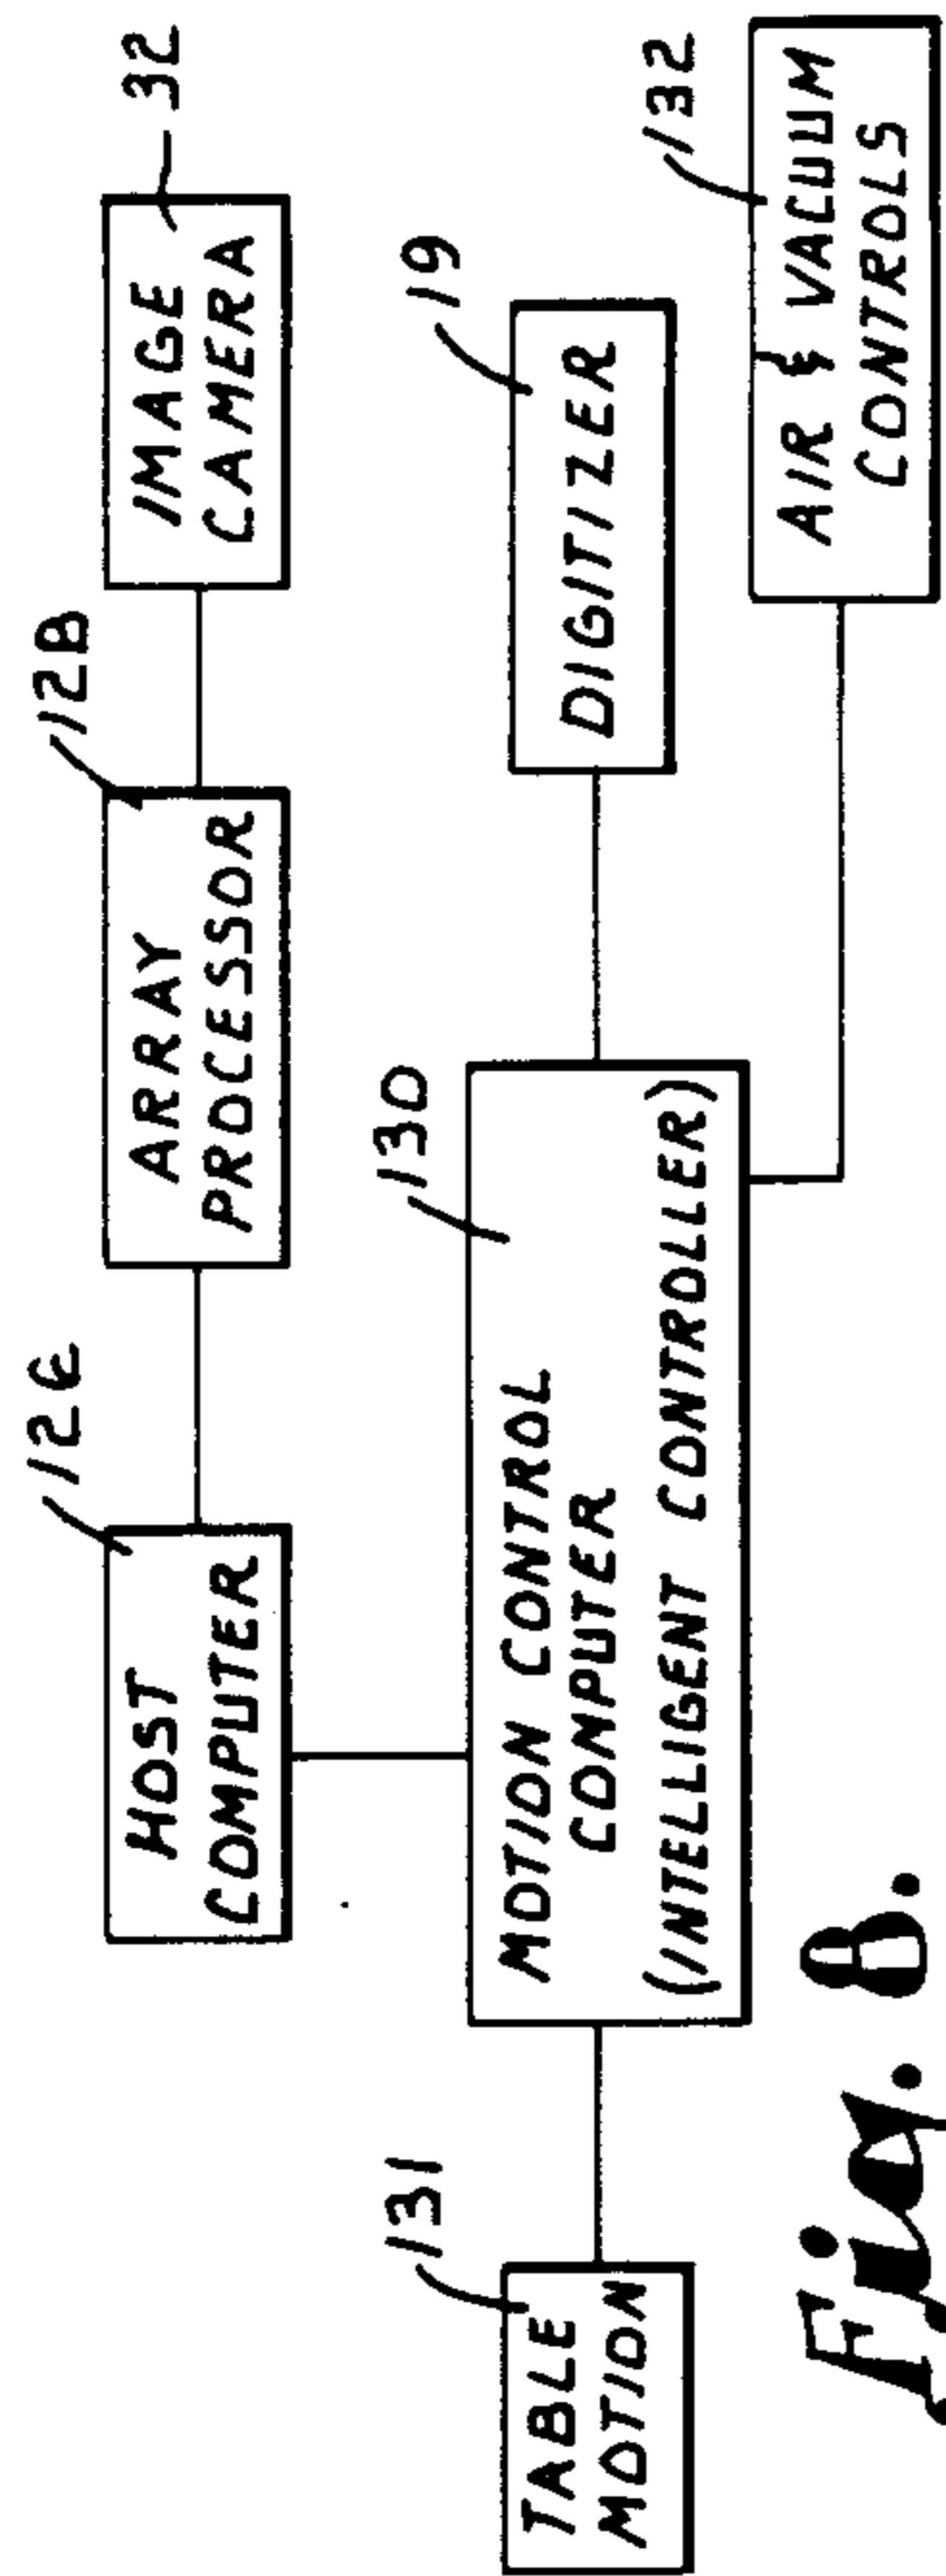 126
HOST
COMPUTER
128
ARRAY
PROCESSOR
32
IMAGE
CAMERA
131
TABLE
MOTION
130
MOTION CONTROL
COMPUTER
(INTELLIGENT CONTROLLER)
19
DIGITIZER
132
AIR & VACUUM
CONTROLS
Fig. 8.